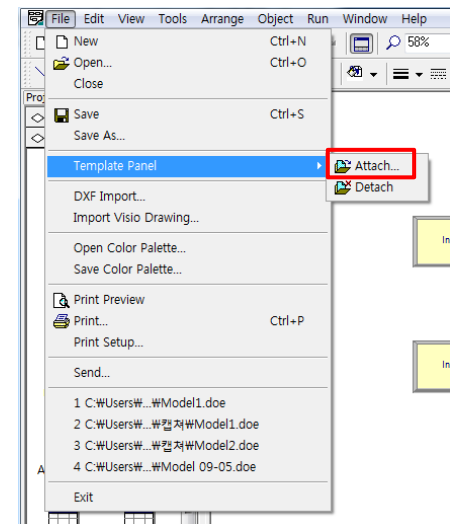 File Edit View Tools Arrange Object Run Window Help
New Ctrl+N
58%
Open... Ctrl+O
Close
Save Ctrl+S
Save As...
Template Panel
Attach...
Detach
DXF Import...
Import Visio Drawing...
Open Color Palette...
Save Color Palette...
Print Preview
Print... Ctrl+P
Print Setup...
Send...
1 C:₩Users₩...₩Model1.doe
2 C:₩Users₩...₩캡쳐₩Model1.doe
3 C:₩Users₩...₩캡쳐₩Model2.doe
4 C:₩Users₩...₩Model 09-05.doe
Exit